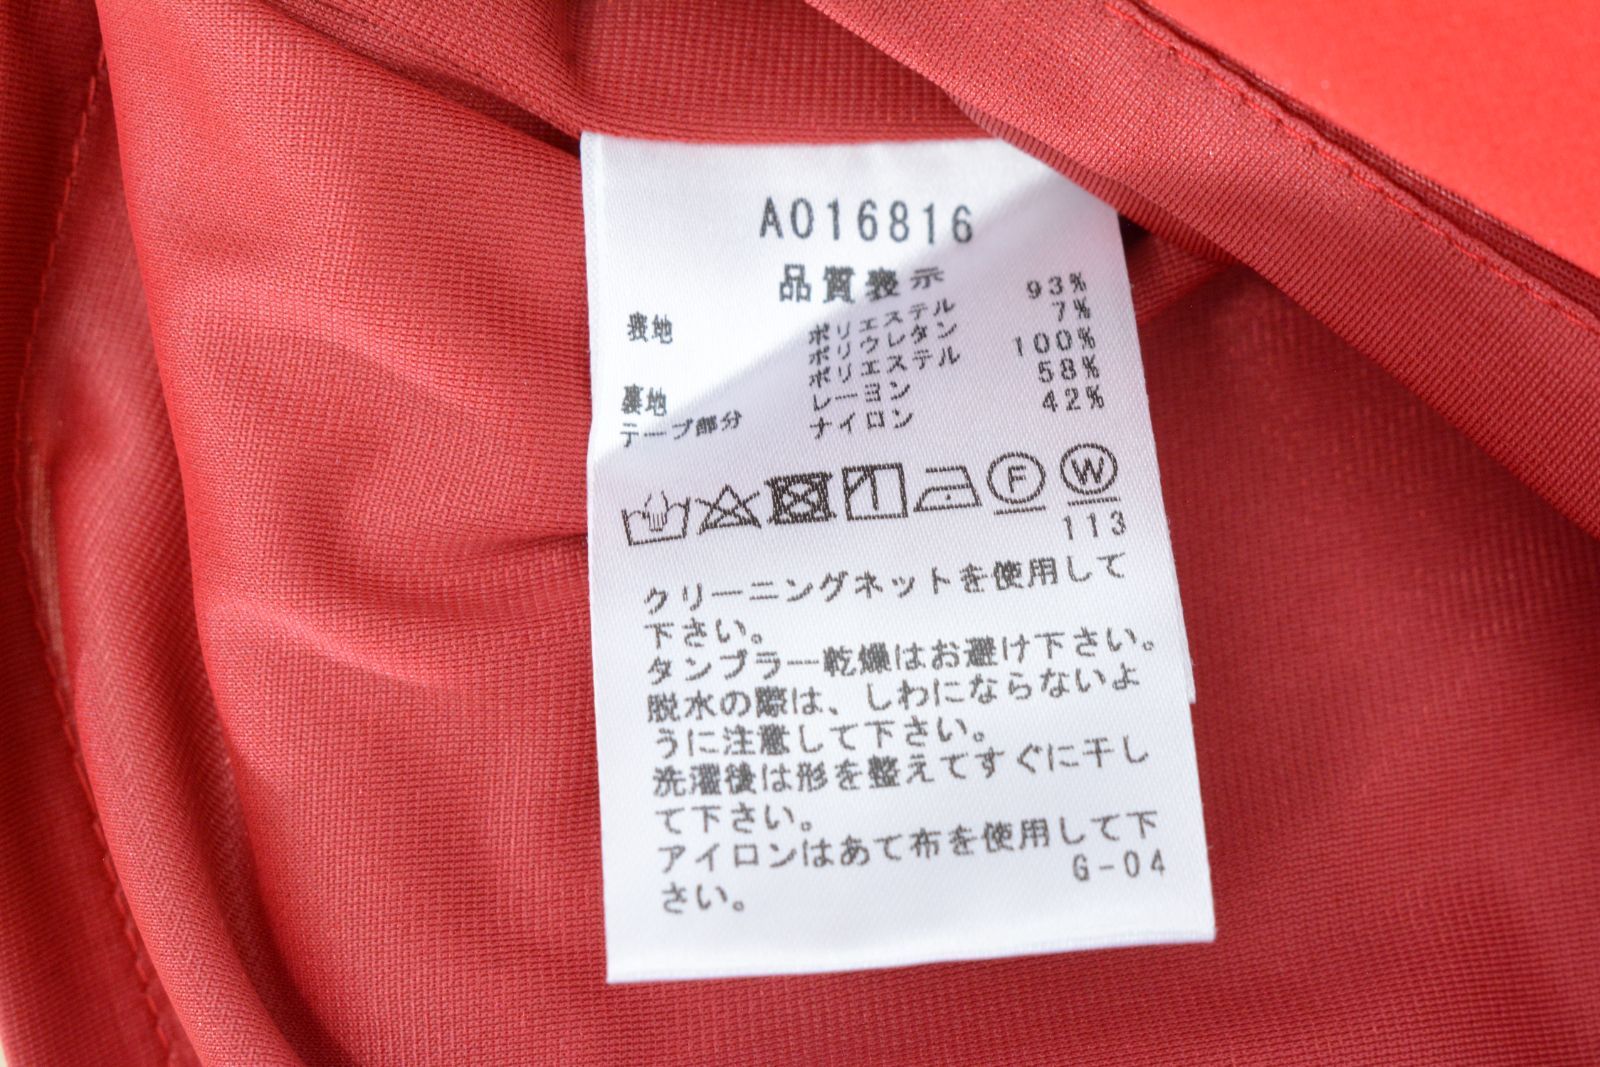 A016816
品質表示
表地 ポリエステル 93%
ポリウレタン 7%
裏地 ポリエステル 100%
テープ部分 レーヨン 58%
ナイロン 42%
F W
113
クリーニングネットを使用して
下さい。
タンブラー乾燥はお避け下さい。
脱水の際は、しわにならないよ
うに注意して下さい。
洗濯後は形を整えてすぐに干し
て下さい。
アイロンはあて布を使用して下
さい。
G-04